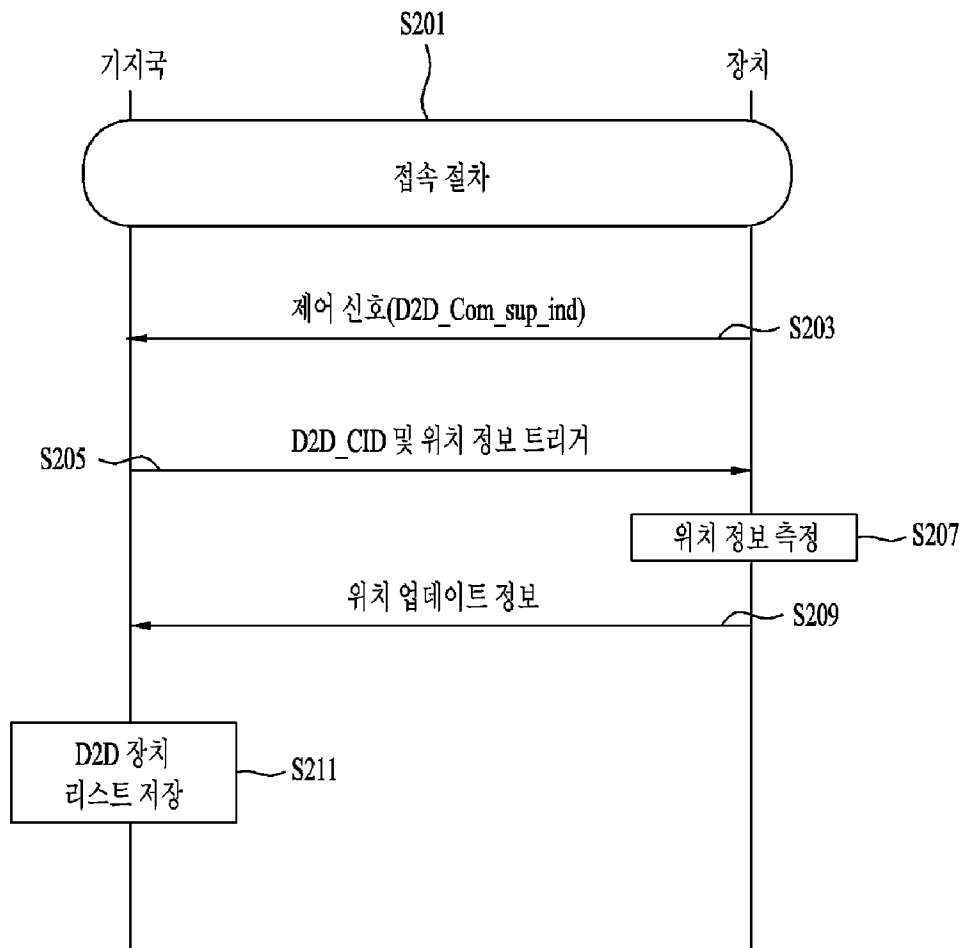 S201
기지국
장치
접속 절차
제어 신호(D2D_Com_sup_ind)
S203
D2D_CID 및 위치 정보 트리거
S205
위치 정보 측정
S207
위치 업데이트 정보
S209
D2D 장치
리스트 저장
S211